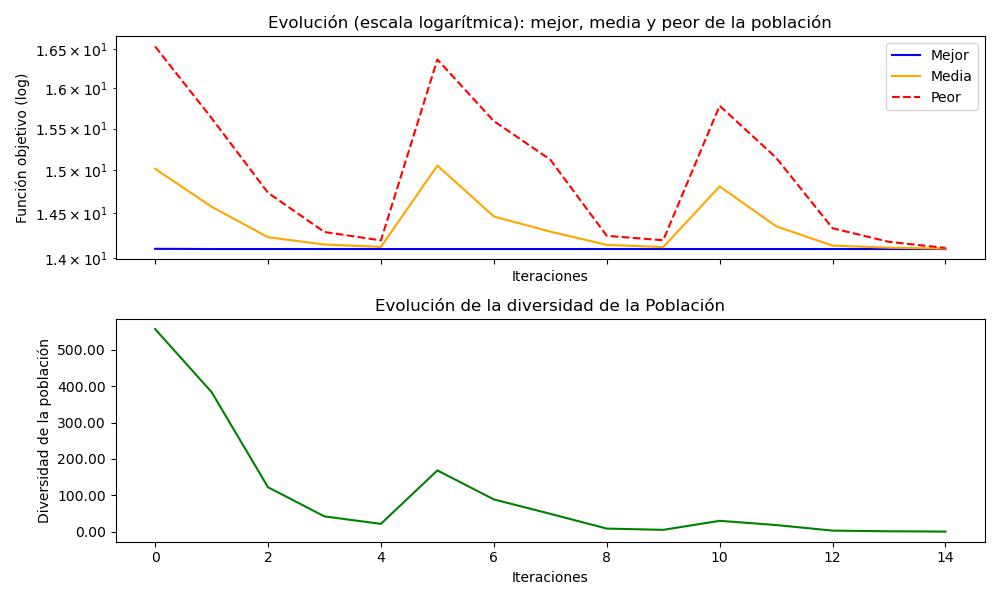 Evolución (escala logarítmica): mejor, media y peor de la población
Función objetivo (log)
1.65 × 10¹
1.6 × 10¹
1.55 × 10¹
1.5 × 10¹
1.45 × 10¹
1.4 × 10¹
Mejor
Media
Peor
Iteraciones
Evolución de la diversidad de la Población
Diversidad de la población
500.00
400.00
300.00
200.00
100.00
0.00
0 2 4 6 8 10 12 14
Iteraciones